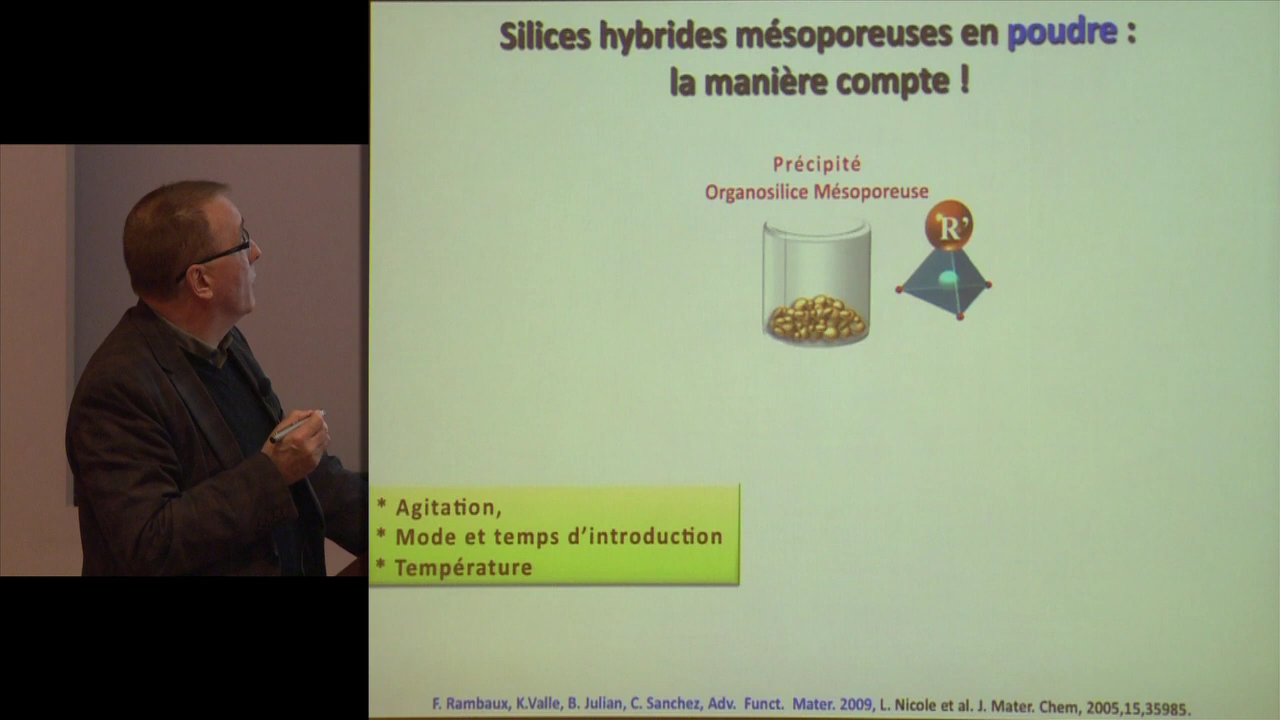 Silices hybrides mésoporeuses en poudre :
la manière compte !
Précipité
Organosilice Mésoporeuse
'R'
* Agitation,
* Mode et temps d'introduction
* Température
F. Rambaux, K.Valle, B. Julian, C. Sanchez, Adv. Funct. Mater. 2009, L. Nicole et al. J. Mater. Chem, 2005,15,35985.